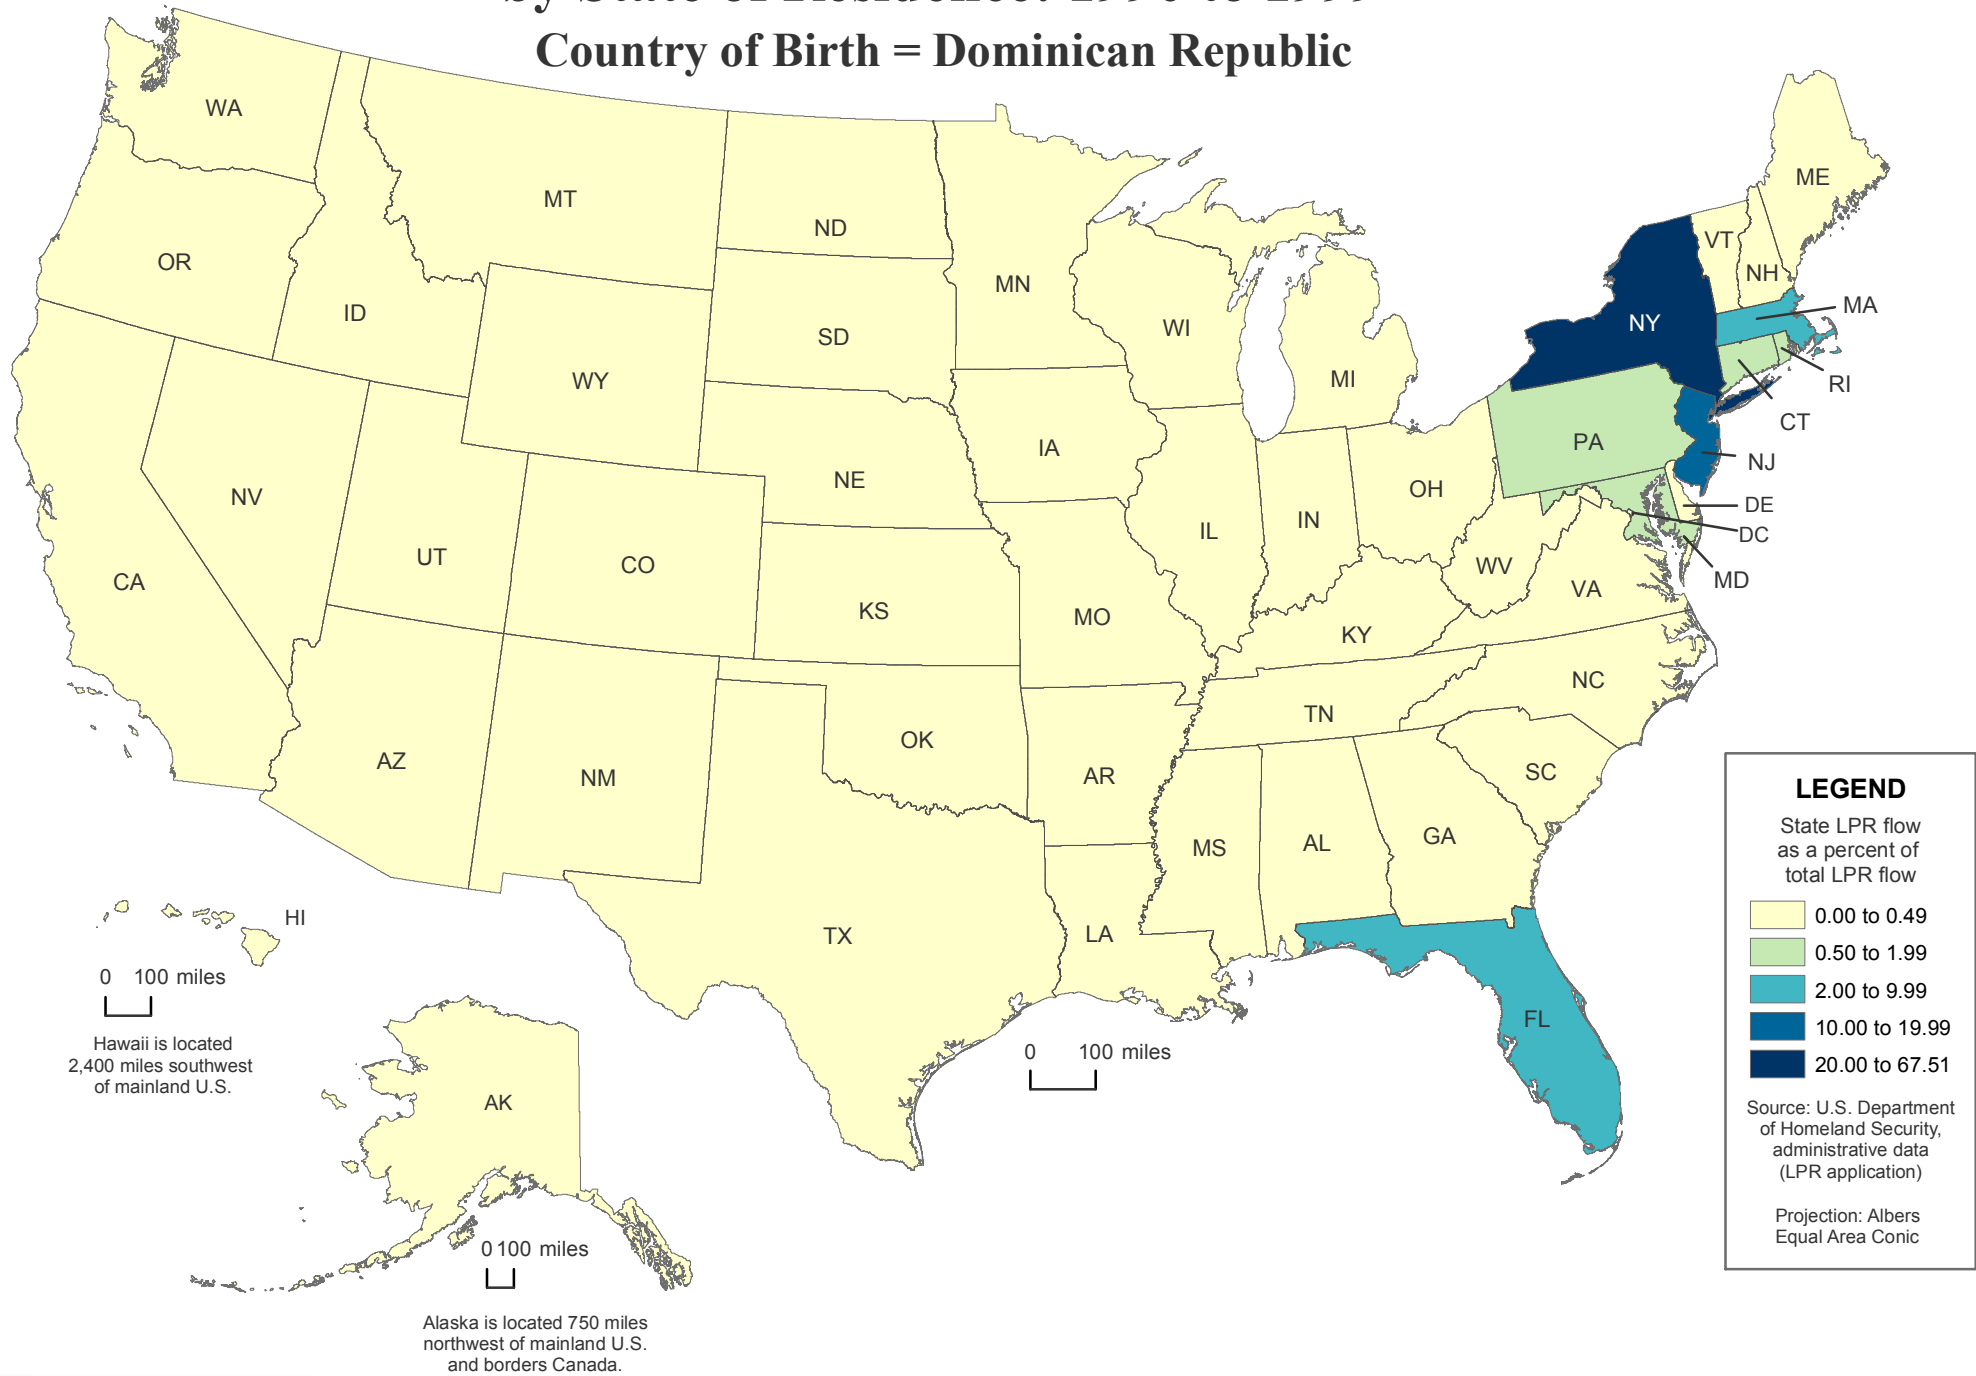 by State of Residence: 1990 to 1999
Country of Birth = Dominican Republic
WA
MT
ND
MN
ME
VT
NH
OR
ID
WY
SD
WI
MI
NY
MA
RI
CT
NJ
PA
DE
DC
MD
NV
UT
CO
NE
IA
IL
IN
OH
WV
VA
CA
KS
MO
KY
NC
TN
SC
AZ
NM
OK
AR
MS
AL
GA
TX
LA
FL
HI
0 100 miles
Hawaii is located
2,400 miles southwest
of mainland U.S.
AK
0 100 miles
Alaska is located 750 miles
northwest of mainland U.S.
and borders Canada.
0 100 miles
LEGEND
State LPR flow
as a percent of
total LPR flow
0.00 to 0.49
0.50 to 1.99
2.00 to 9.99
10.00 to 19.99
20.00 to 67.51
Source: U.S. Department
of Homeland Security,
administrative data
(LPR application)
Projection: Albers
Equal Area Conic